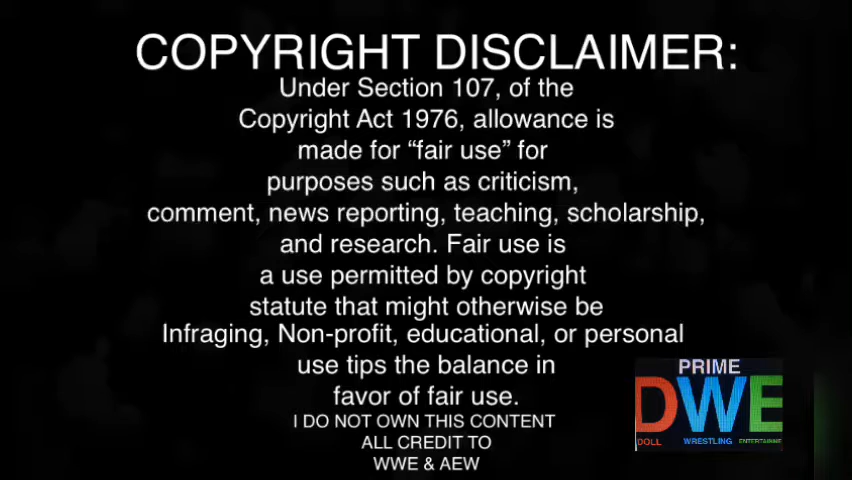 COPYRIGHT DISCLAIMER:
Under Section 107, of the
Copyright Act 1976, allowance is
made for “fair use” for
purposes such as criticism,
comment, news reporting, teaching, scholarship,
and research. Fair use is
a use permitted by copyright
statute that might otherwise be
Infraging, Non-profit, educational, or personal
use tips the balance in
favor of fair use.
I DO NOT OWN THIS CONTENT
ALL CREDIT TO
WWE & AEW
PRIME
DWE
DOLL WRESTLING ENTERTAINME